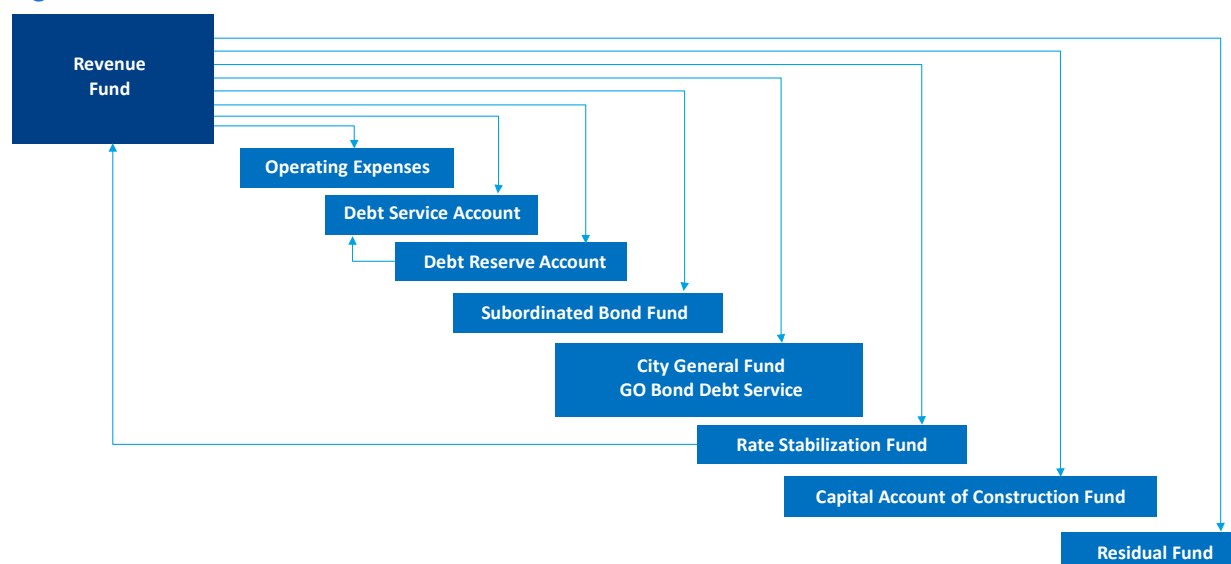 Revenue
Fund
Operating Expenses
Debt Service Account
Debt Reserve Account
Subordinated Bond Fund
City General Fund
GO Bond Debt Service
Rate Stabilization Fund
Capital Account of Construction Fund
Residual Fund